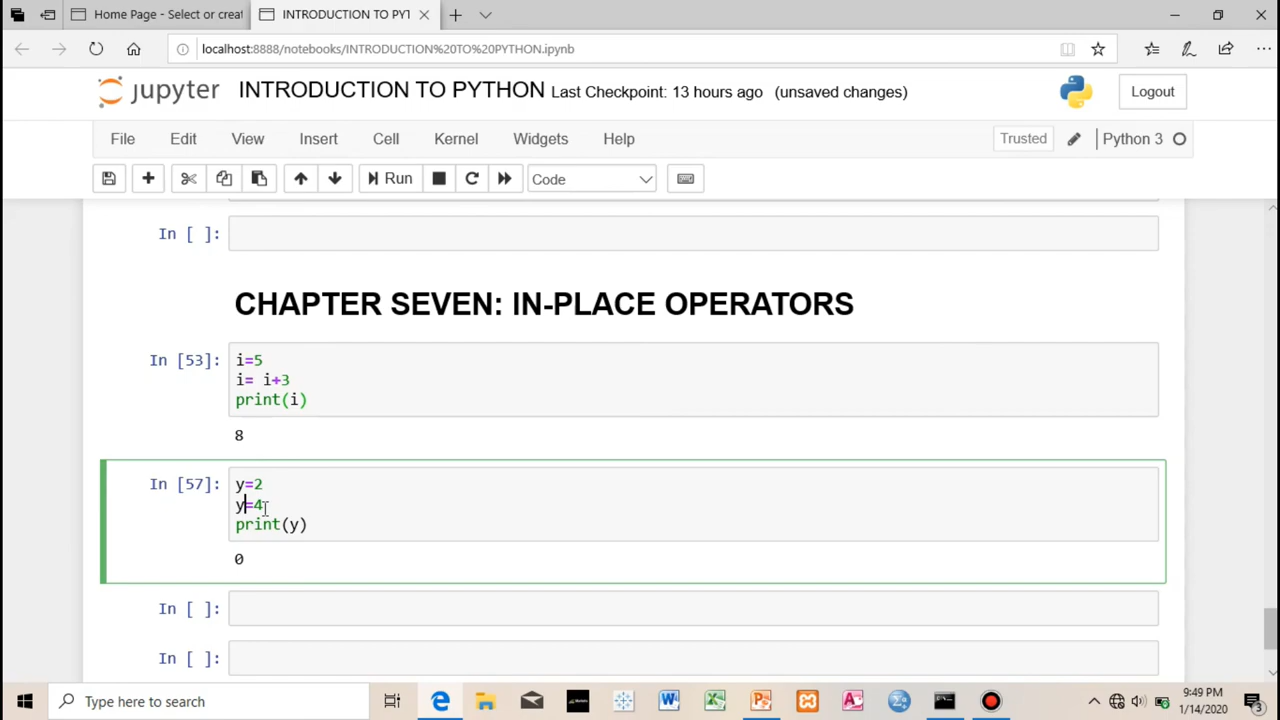 Home Page - Select or creat
INTRODUCTION TO PYT
localhost:8888/notebooks/INTRODUCTION%20TO%20PYTHON.ipynb
jupyter INTRODUCTION TO PYTHON Last Checkpoint: 13 hours ago (unsaved changes)
Logout
File Edit View Insert Cell Kernel Widgets Help
Trusted
Python 3
Run
Code
In [ ]:
CHAPTER SEVEN: IN-PLACE OPERATORS
In [53]: i=5
i= i+3
print(i)
8
In [57]: y=2
y=4
print(y)
0
In [ ]:
In [ ]:
Type here to search
9:49 PM
1/14/2020
3